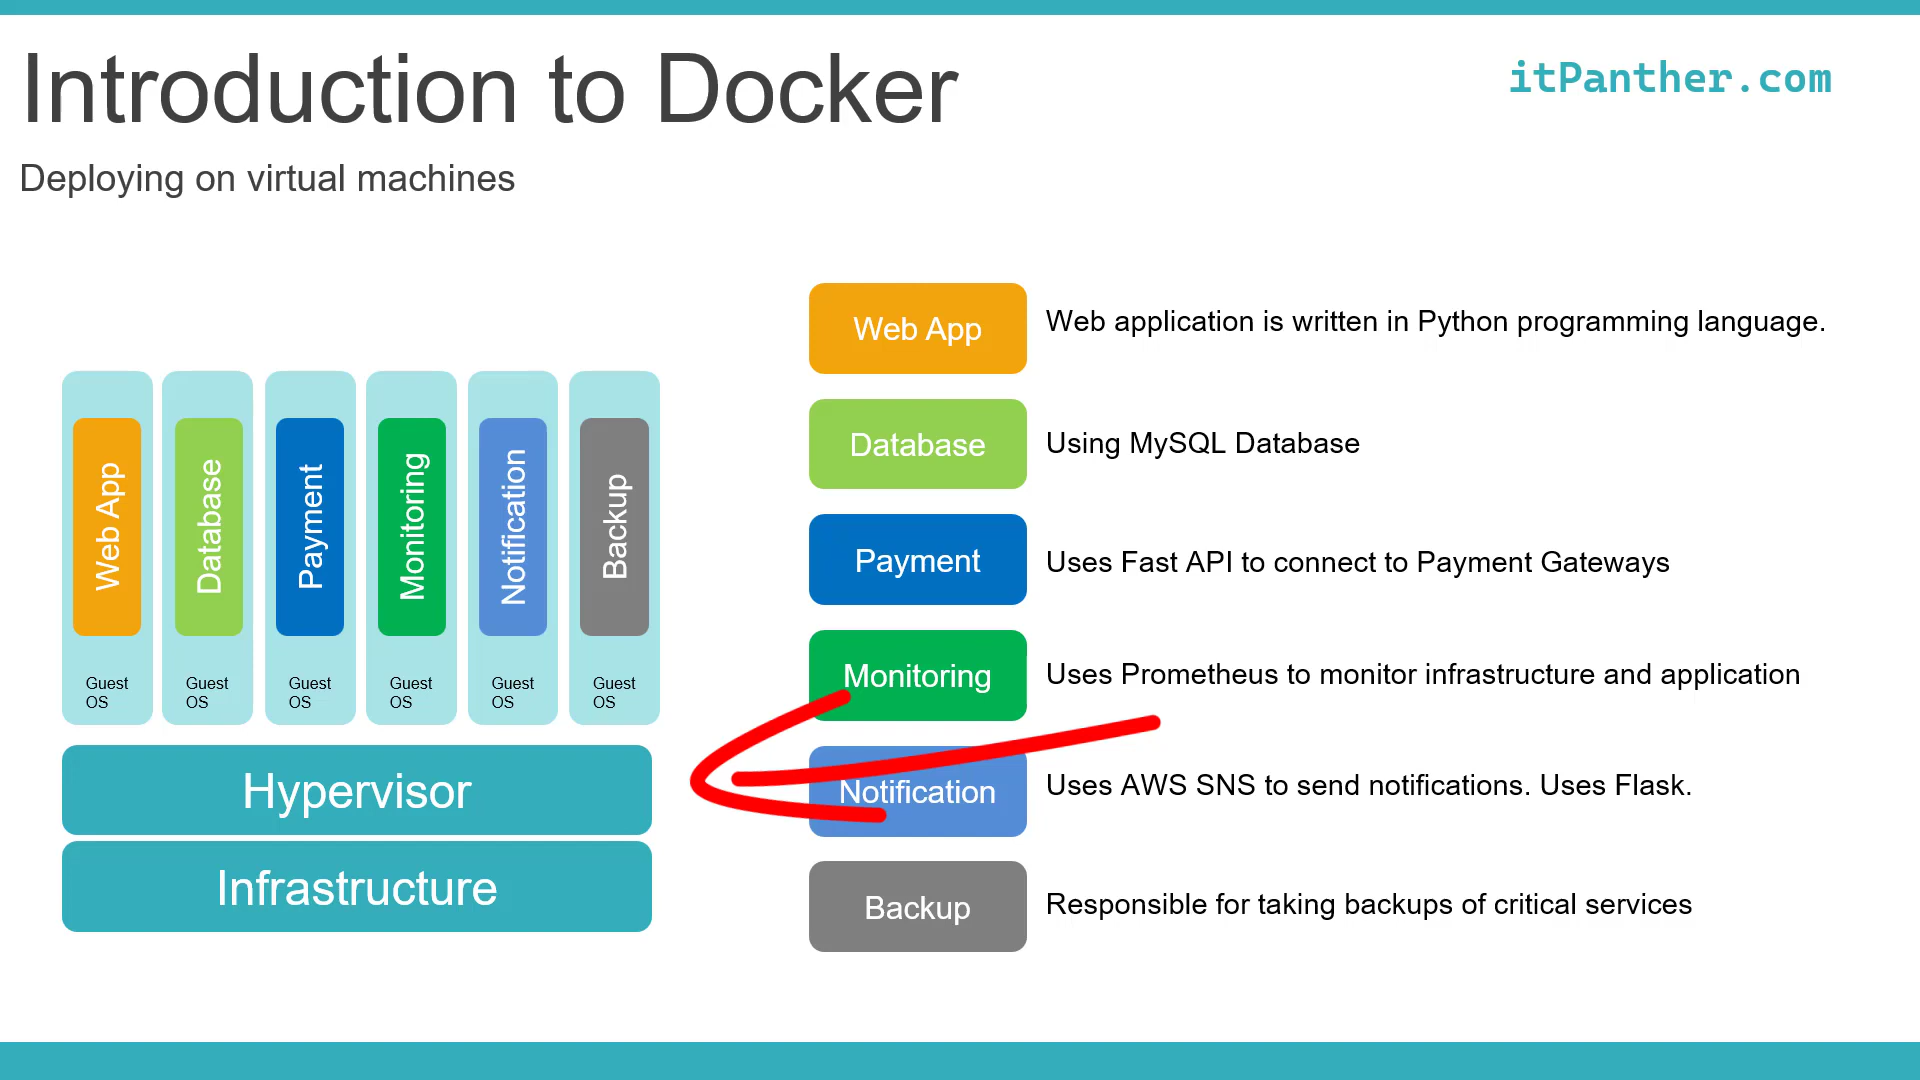 Introduction to Docker
itPanther.com
Deploying on virtual machines
Web App
Database
Payment
Monitoring
Notification
Backup
Guest
OS
Guest
OS
Guest
OS
Guest
OS
Guest
OS
Guest
OS
Hypervisor
Infrastructure
Web App
Web application is written in Python programming language.
Database
Using MySQL Database
Payment
Uses Fast API to connect to Payment Gateways
Monitoring
Uses Prometheus to monitor infrastructure and application
Notification
Uses AWS SNS to send notifications. Uses Flask.
Backup
Responsible for taking backups of critical services